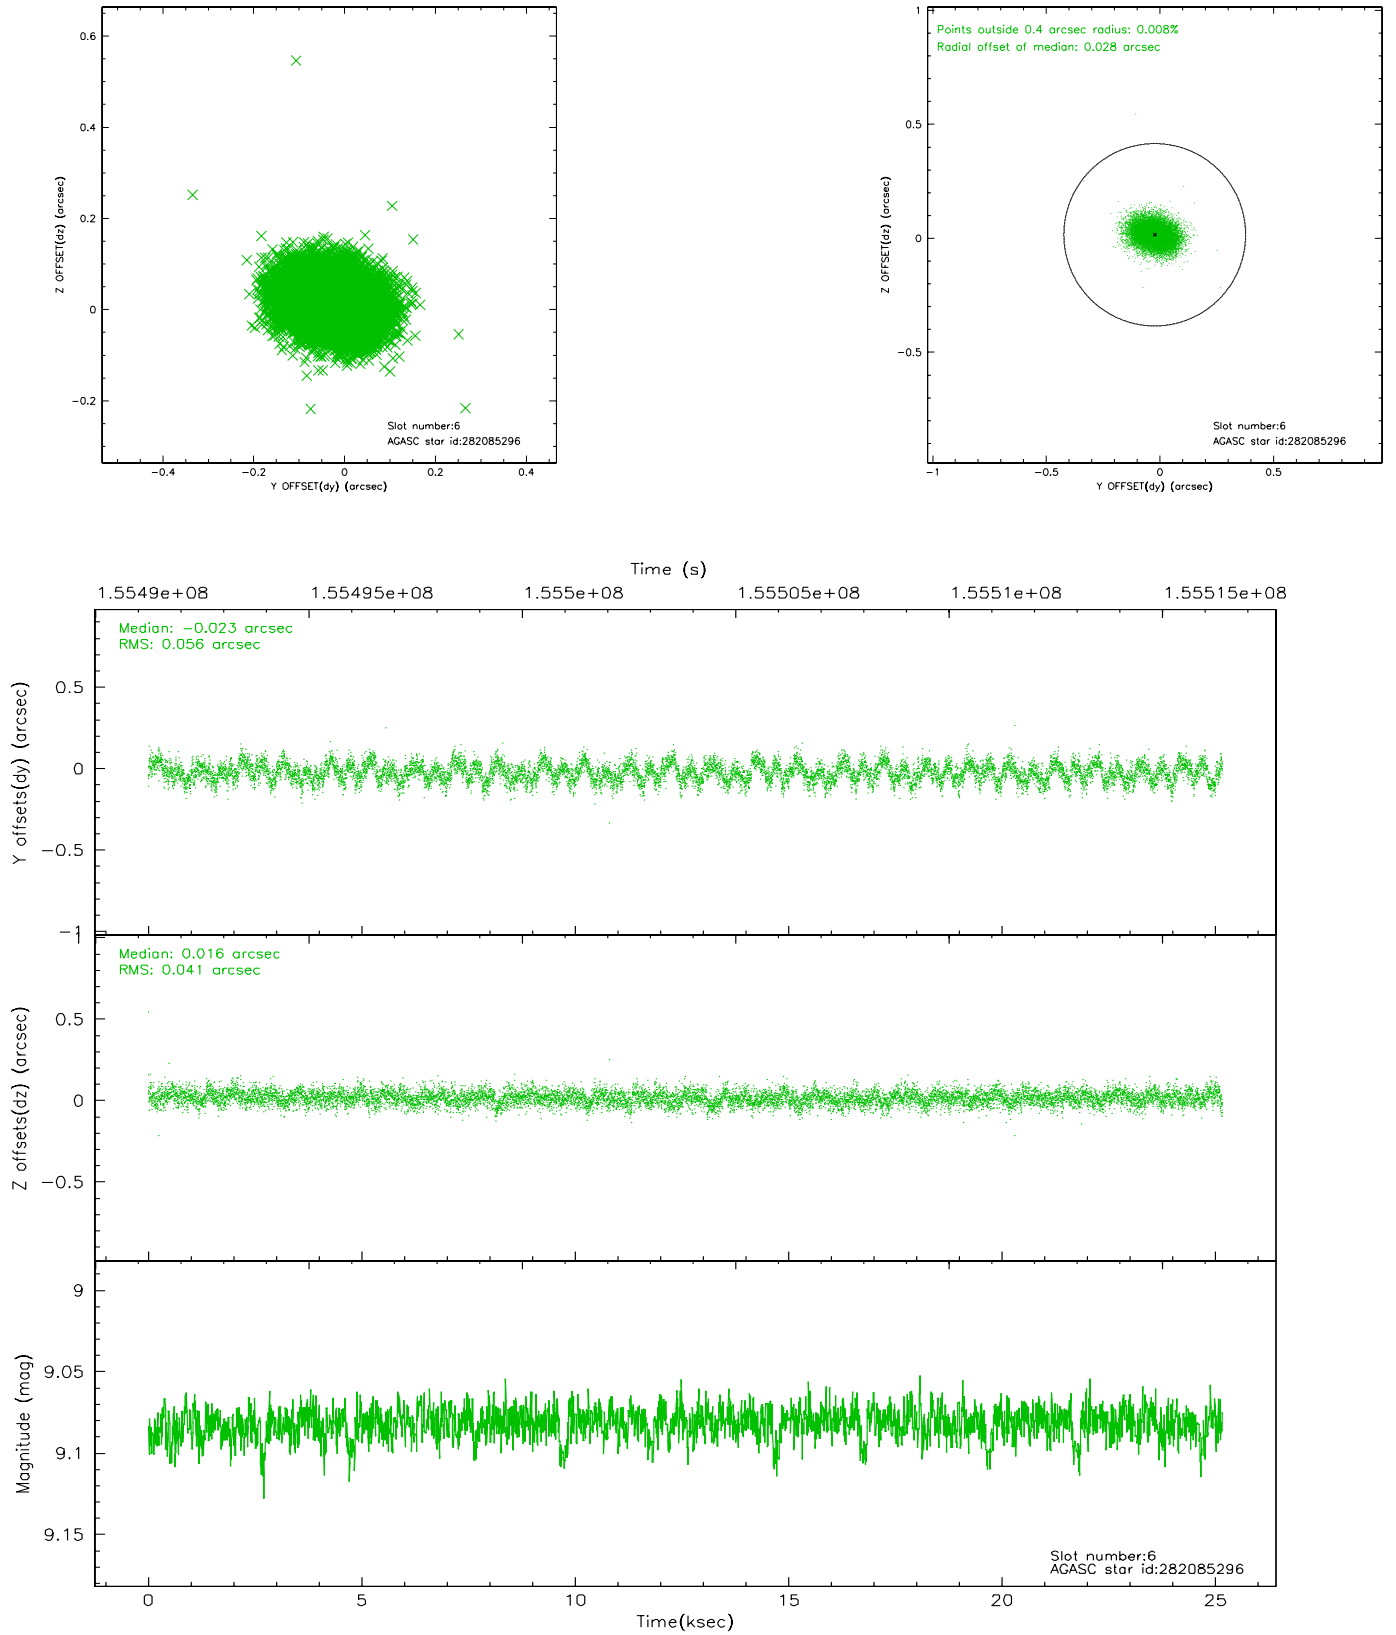 0.6
0.4
0.2
0
−0.2
−0.4
−0.2
0
0.2
0.4
Z OFFSET(dz) (arcsec)
Y OFFSET(dy) (arcsec)
Slot number:6
AGASC star id:282085296
Points outside 0.4 arcsec radius: 0.008%
Radial offset of median: 0.028 arcsec
1
0.5
0
−0.5
−1
−0.5
0
0.5
Z OFFSET(dz) (arcsec)
Y OFFSET(dy) (arcsec)
Slot number:6
AGASC star id:282085296
Time (s)
1.5549e+08
1.55495e+08
1.555e+08
1.55505e+08
1.5551e+08
1.55515e+08
Median: −0.023 arcsec
RMS: 0.056 arcsec
0.5
0
−0.5
−1
Y offsets(dy) (arcsec)
Median: 0.016 arcsec
RMS: 0.041 arcsec
1
0.5
0
−0.5
Z offsets(dz) (arcsec)
9
9.05
9.1
9.15
Magnitude (mag)
Slot number:6
AGASC star id:282085296
0
5
10
15
20
25
Time(ksec)